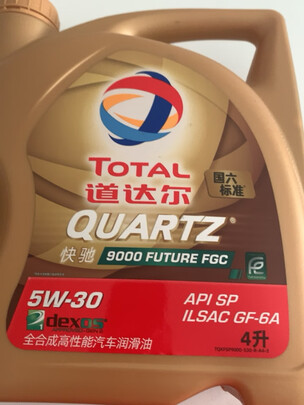 TOTAL
道达尔
国六
标准
QUARTZ
快驰 9000 FUTURE FGC
5W-30
API SP
ILSAC GF-6A
dexos
全合成高性能汽车润滑油
4升